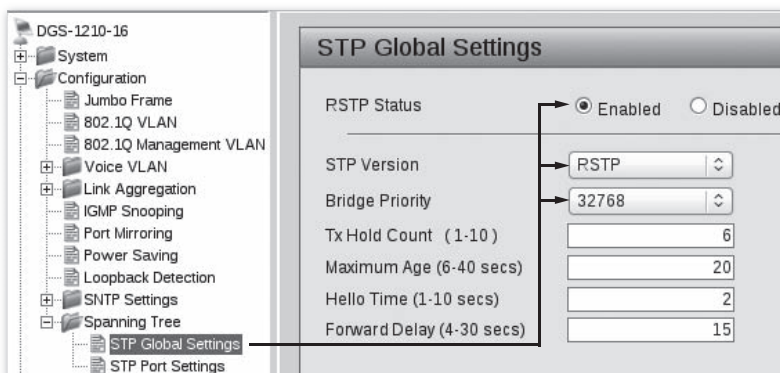 DGS-1210-16
System
Configuration
Jumbo Frame
802.1Q VLAN
802.1Q Management VLAN
Voice VLAN
Link Aggregation
IGMP Snooping
Port Mirroring
Power Saving
Loopback Detection
SNTP Settings
Spanning Tree
STP Global Settings
STP Port Settings
STP Global Settings
RSTP Status Enabled Disabled
STP Version RSTP
Bridge Priority 32768
Tx Hold Count (1-10) 6
Maximum Age (6-40 secs) 20
Hello Time (1-10 secs) 2
Forward Delay (4-30 secs) 15